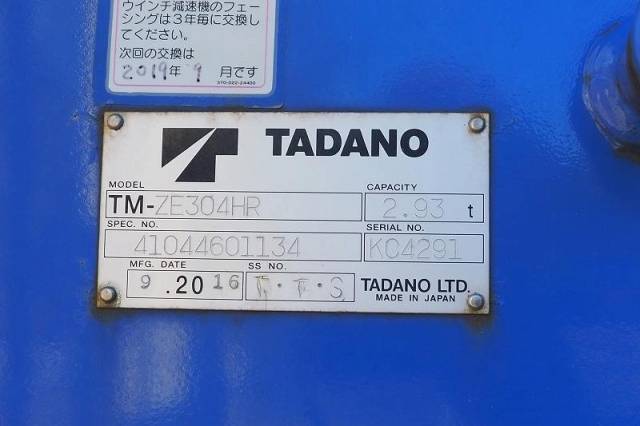 ウインチ減速機のフェー
シングは３年毎に交換し
てください。
次回の交換は
2019年 9 月です
TADANO
MODEL
CAPACITY
TM-ZE304HR
2.93 t
SPEC. NO.
SERIAL NO.
41044601134
KC4291
MFG. DATE
SS NO.
9 .20 16
T・T・S
TADANO LTD.
MADE IN JAPAN